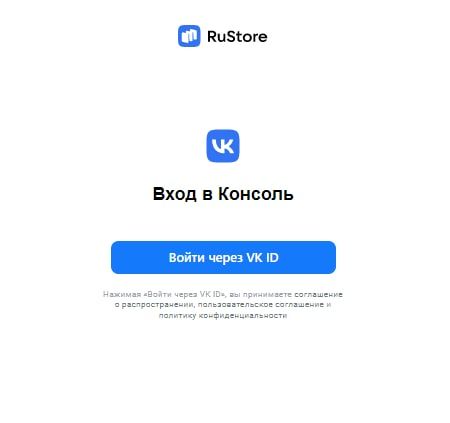 RuStore
Вход в Консоль
Войти через VK ID
Нажимая «Войти через VK ID», вы принимаете соглашение
о распространении, пользовательское соглашение и
политику конфиденциальности